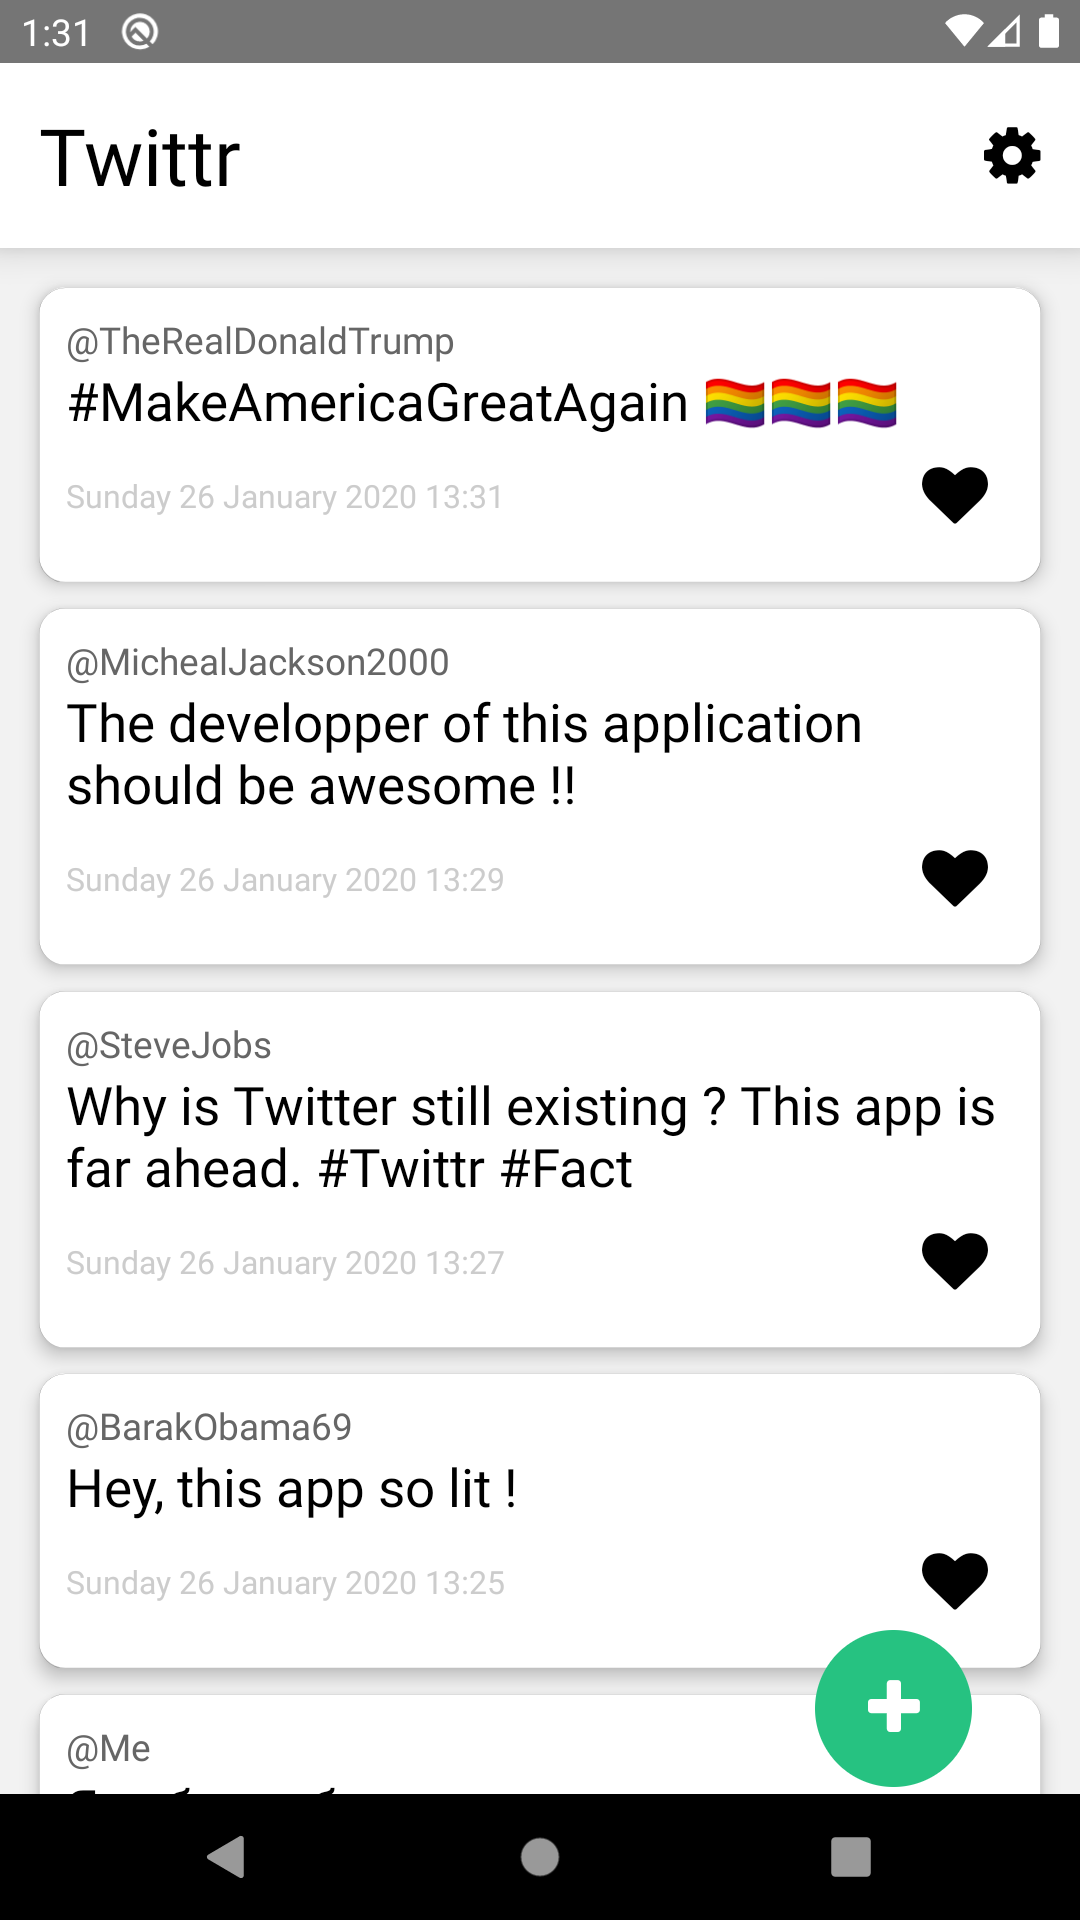 1:31
Twittr
@TheRealDonaldTrump
#MakeAmericaGreatAgain 🏳️‍🌈🏳️‍🌈🏳️‍🌈
Sunday 26 January 2020 13:31
@MichealJackson2000
The developper of this application
should be awesome !!
Sunday 26 January 2020 13:29
@SteveJobs
Why is Twitter still existing ? This app is
far ahead. #Twittr #Fact
Sunday 26 January 2020 13:27
@BarakObama69
Hey, this app so lit !
Sunday 26 January 2020 13:25
@Me